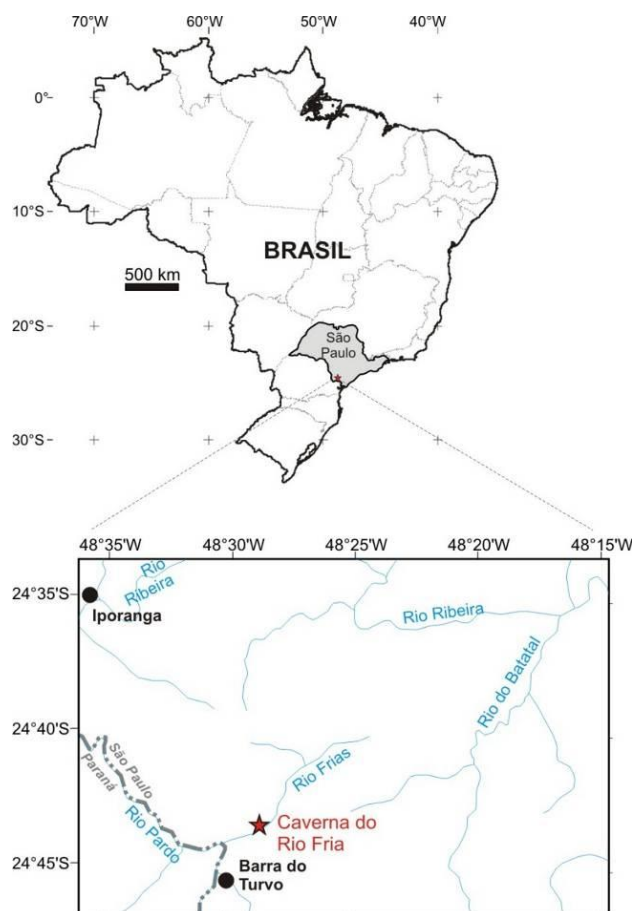 70°W 60°W 50°W 40°W
0°
10°S
BRASIL
500 km
20°S
São
Paulo
30°S
48°35'W 48°30'W 48°25'W 48°20'W 48°15'W
24°35'S
Rio
Ribeira
Iporanga
Rio Ribeira
Rio do Batatal
24°40'S
São Paulo
Paraná
Rio Frias
Rio Pardo
Caverna do
Rio Fria
24°45'S
Barra do
Turvo